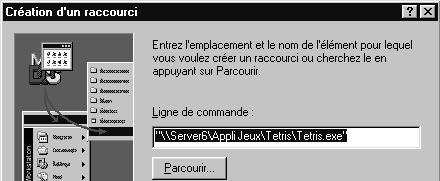 Création d'un raccourci
Entrez l'emplacement et le nom de l'élément pour lequel
vous voulez créer un raccourci ou cherchez le en
appuyant sur Parcourir.
Ligne de commande :
"\\Server6\Appli Jeux\Tetris\Tetris.exe"
Parcourir...